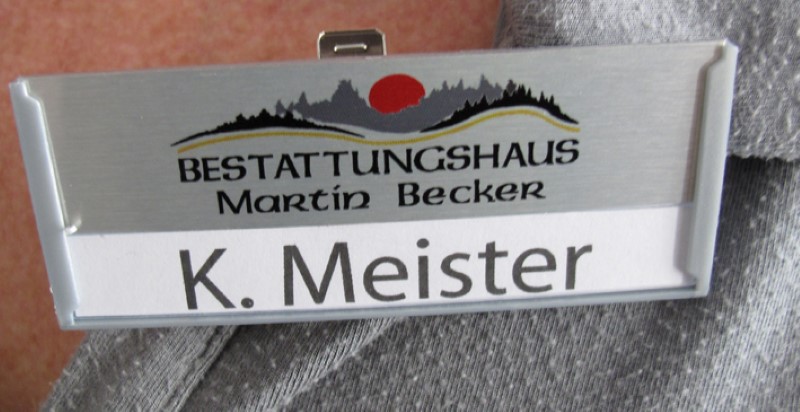 BESTATTUNGSHAUS
Martin Becker
K. Meister